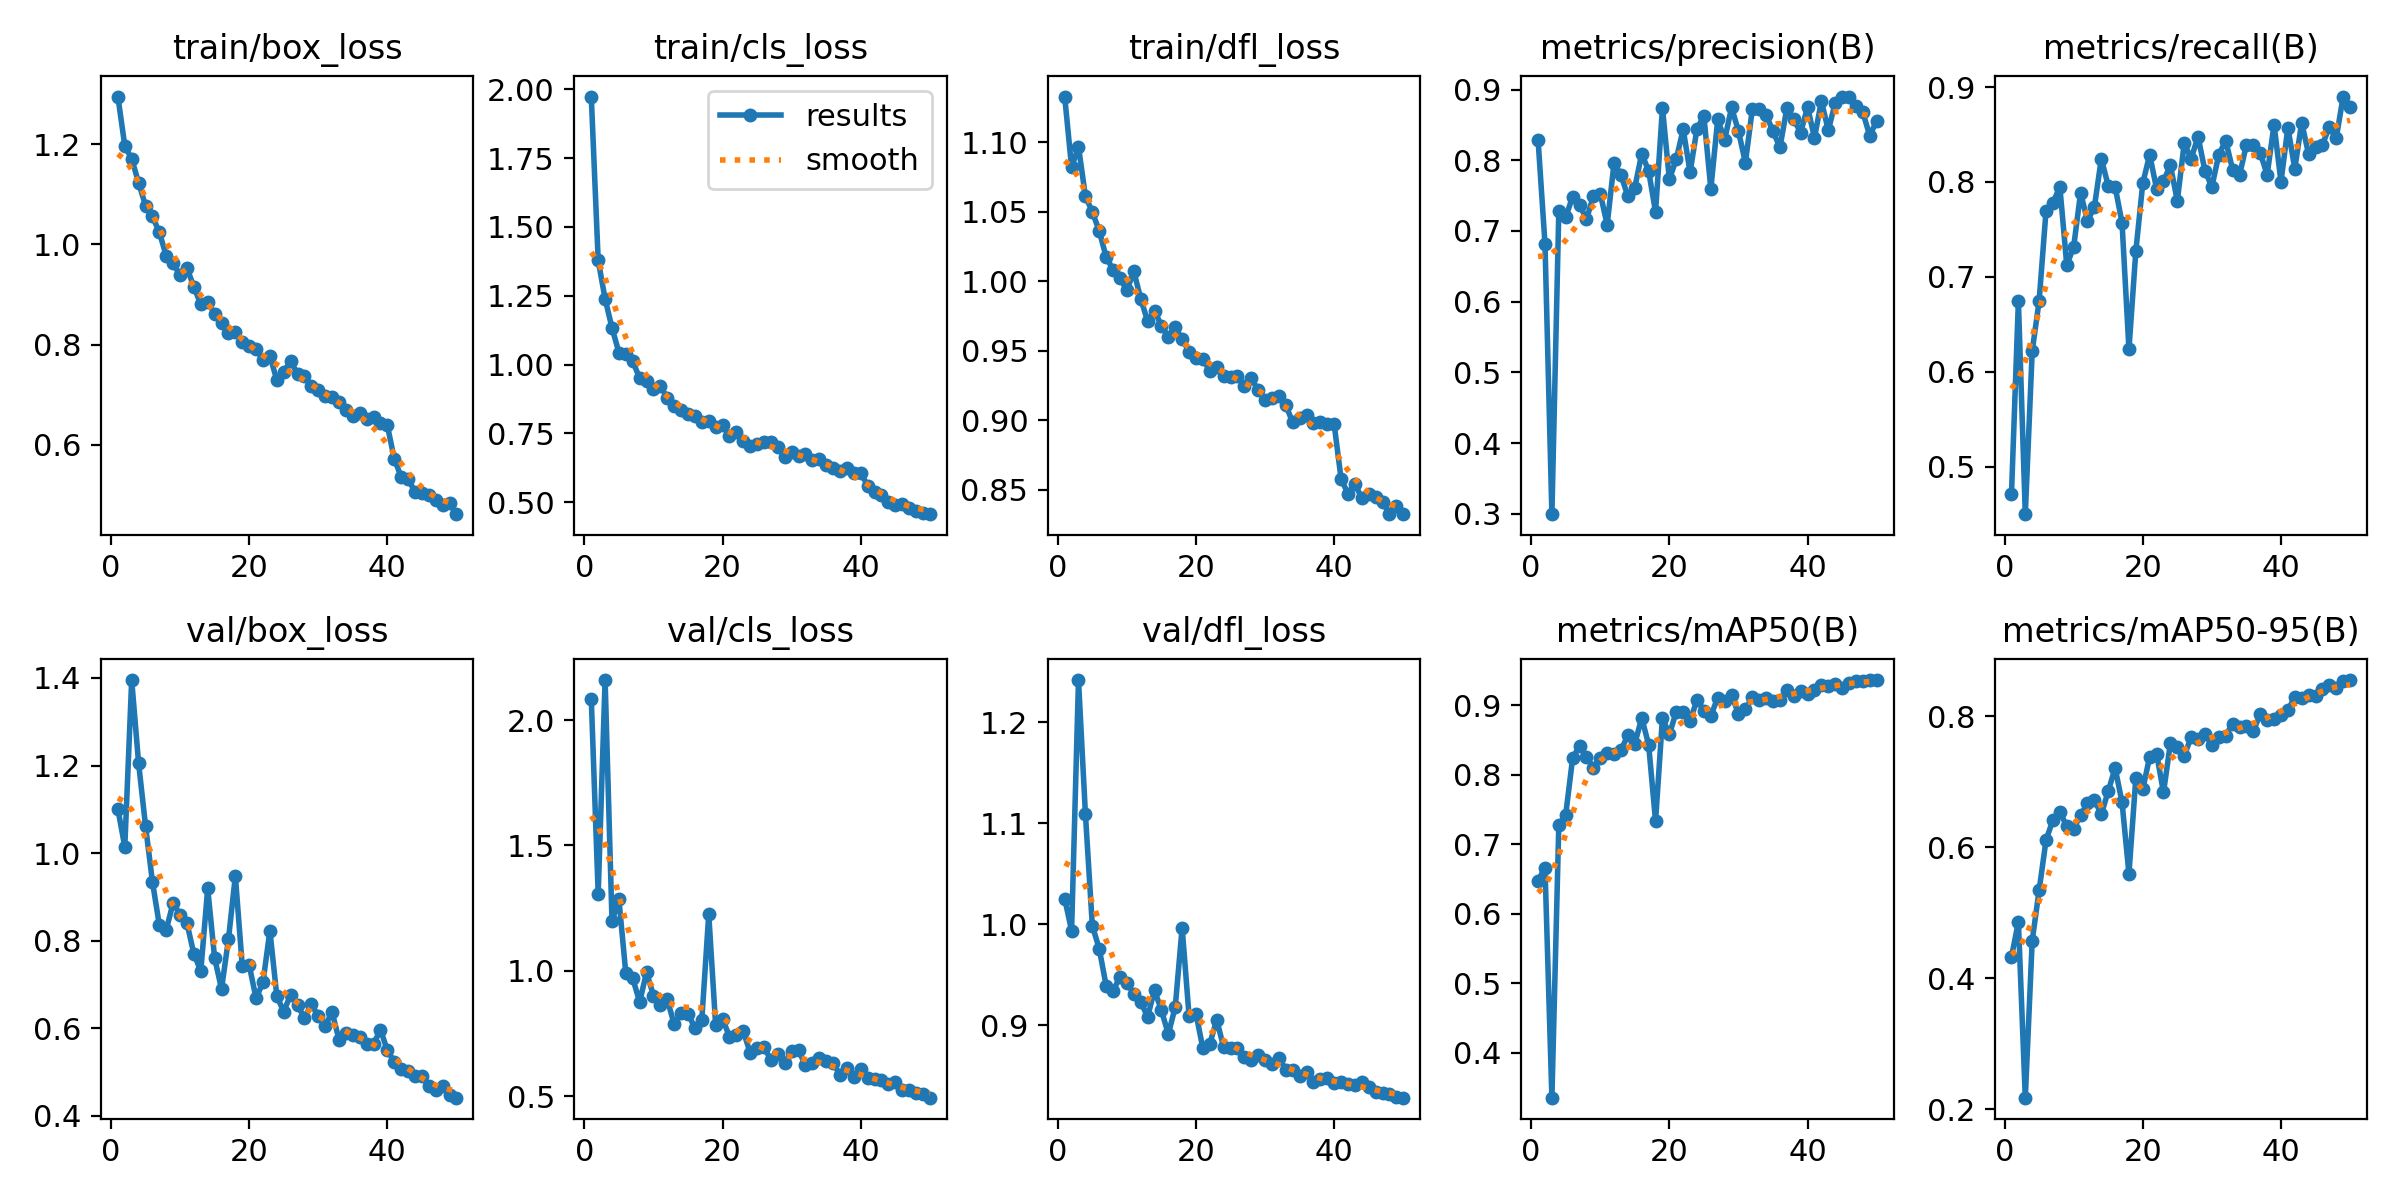 train/box_loss
1.2
1.0
0.8
0.6
0 20 40
train/cls_loss
results
smooth
2.00
1.75
1.50
1.25
1.00
0.75
0.50
0 20 40
train/dfl_loss
1.10
1.05
1.00
0.95
0.90
0.85
0 20 40
metrics/precision(B)
0.9
0.8
0.7
0.6
0.5
0.4
0.3
0 20 40
metrics/recall(B)
0.9
0.8
0.7
0.6
0.5
0 20 40
val/box_loss
1.4
1.2
1.0
0.8
0.6
0.4
0 20 40
val/cls_loss
2.0
1.5
1.0
0.5
0 20 40
val/dfl_loss
1.2
1.1
1.0
0.9
0 20 40
metrics/mAP50(B)
0.9
0.8
0.7
0.6
0.5
0.4
0 20 40
metrics/mAP50-95(B)
0.8
0.6
0.4
0.2
0 20 40